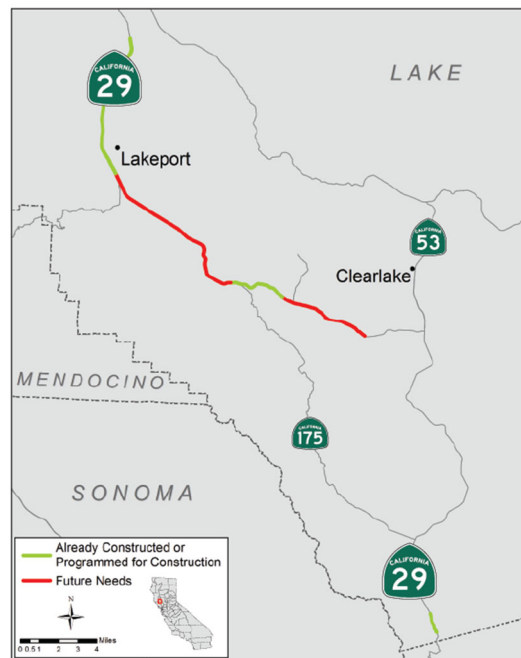 CALIFORNIA
29
LAKE
Lakeport
CALIFORNIA
53
Clearlake
MENDOCINO
CALIFORNIA
175
SONOMA
CALIFORNIA
29
Already Constructed or
Programmed for Construction
Future Needs
N
0 0.5 1 2 3 4 Miles